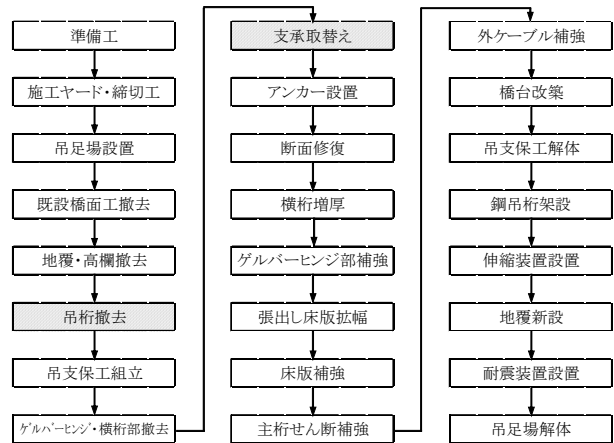 準備工
施工ヤード・締切工
吊足場設置
既設橋面工撤去
地覆・高欄撤去
吊桁撤去
吊支保工組立
ｹﾞﾙﾊﾞｰﾋﾝｼﾞ・横桁部撤去
支承取替え
アンカー設置
断面修復
横桁増厚
ゲルバーヒンジ部補強
張出し床版拡幅
床版補強
主桁せん断補強
外ケーブル補強
橋台改築
吊支保工解体
鋼吊桁架設
伸縮装置設置
地覆新設
耐震装置設置
吊足場解体